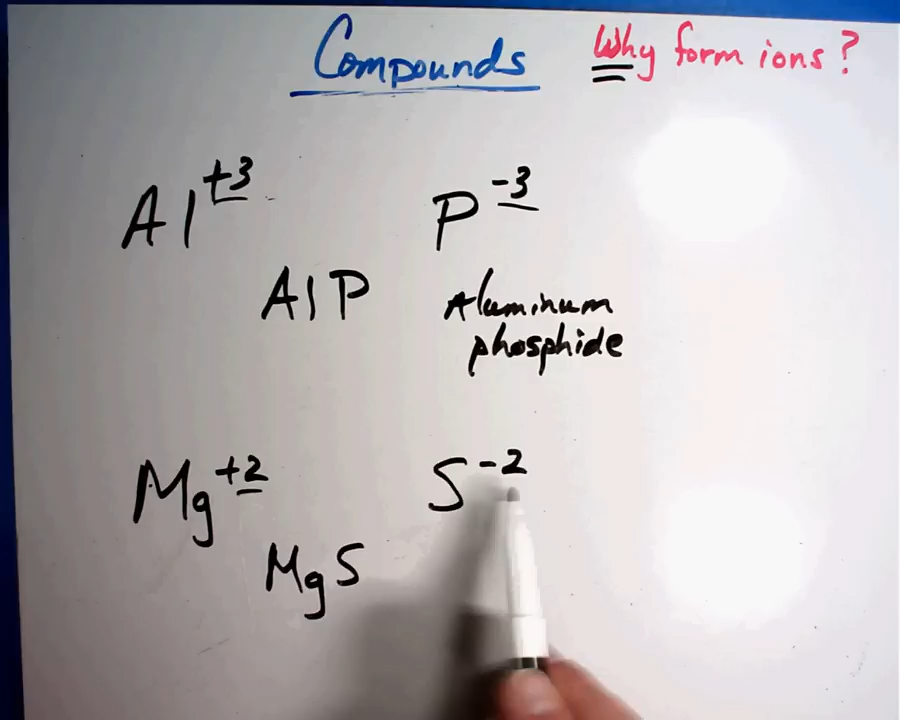 Compounds Why form ions?
Al+3 P-3
AlP Aluminum
phosphide
Mg+2 S-2
MgS